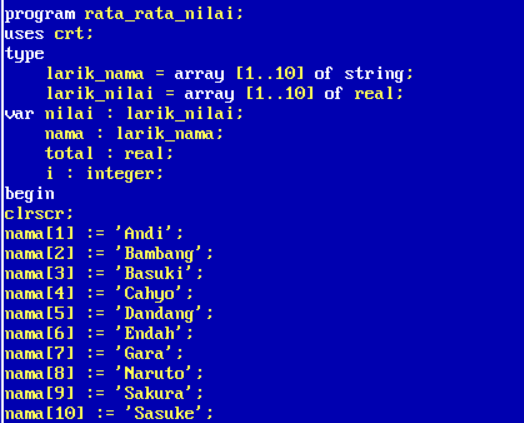 program rata_rata_nilai;
uses crt;
type
    larik_nama = array [1..10] of string;
    larik_nilai = array [1..10] of real;
var nilai : larik_nilai;
    nama : larik_nama;
    total : real;
    i : integer;
begin
clrscr;
nama[1] := 'Andi';
nama[2] := 'Bambang';
nama[3] := 'Basuki';
nama[4] := 'Cahyo';
nama[5] := 'Dandang';
nama[6] := 'Endah';
nama[7] := 'Gara';
nama[8] := 'Naruto';
nama[9] := 'Sakura';
nama[10] := 'Sasuke';